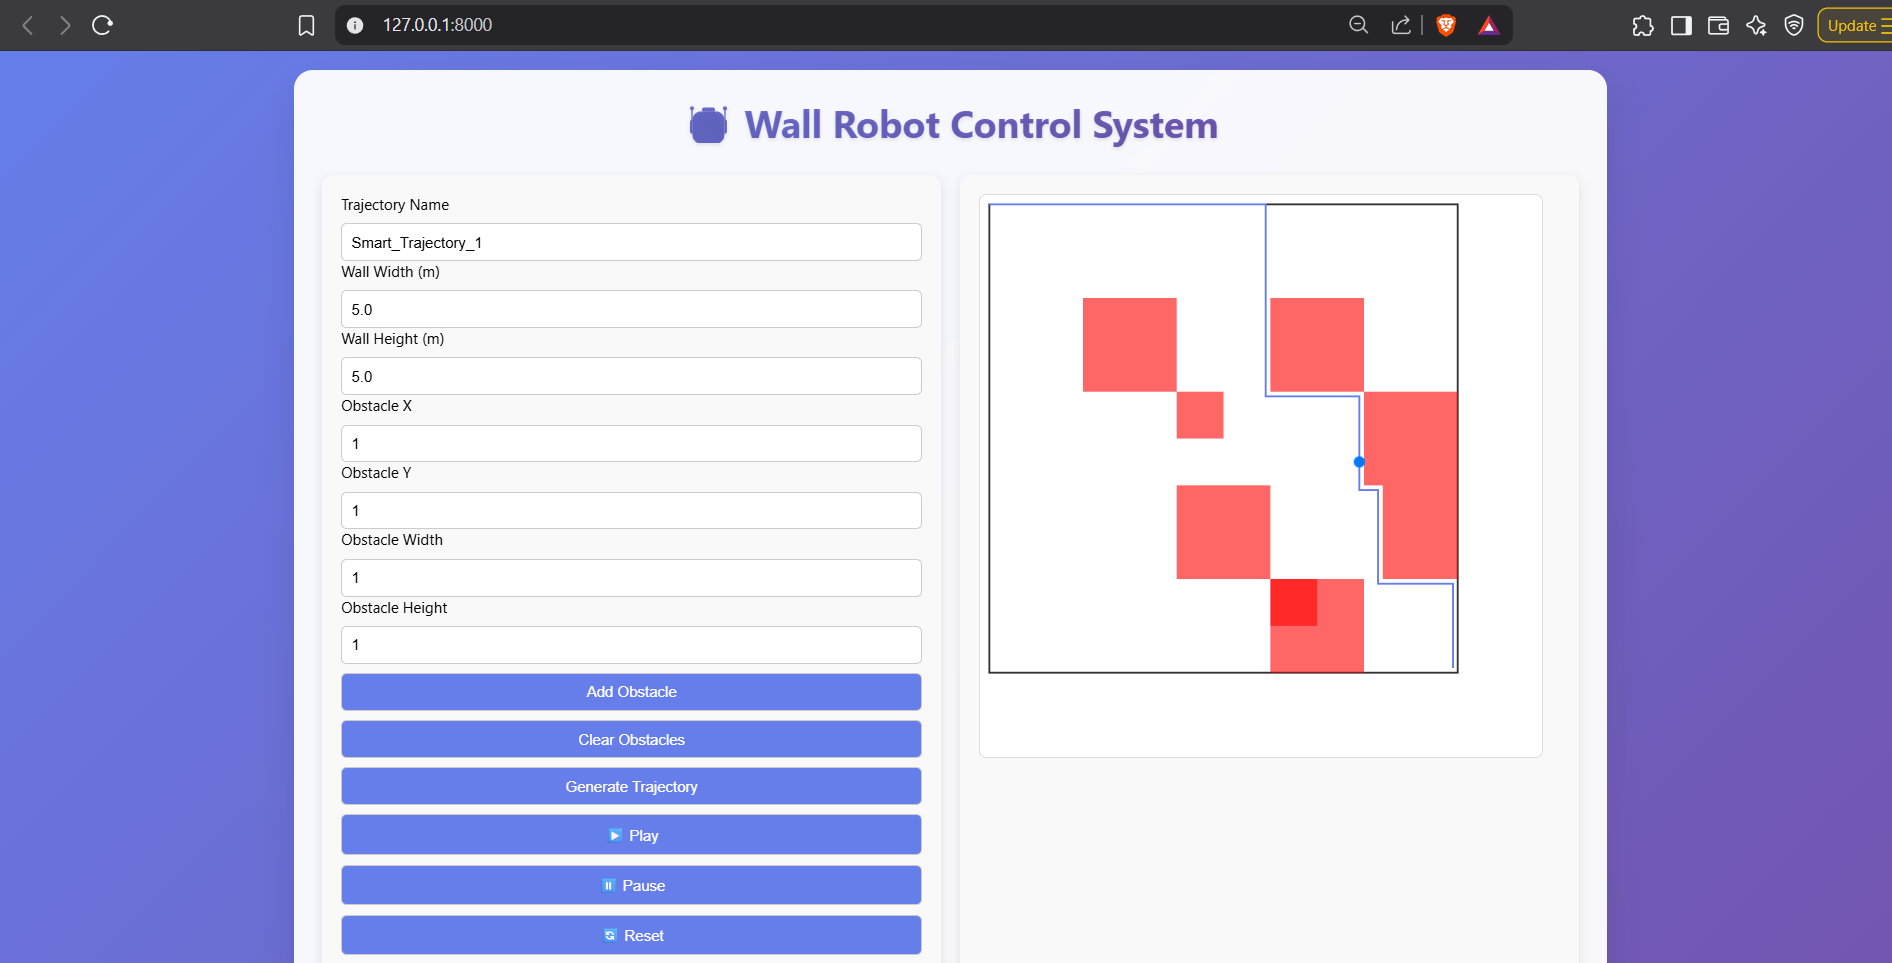 127.0.0.1:8000
Update
Wall Robot Control System
Trajectory Name
Smart_Trajectory_1
Wall Width (m)
5.0
Wall Height (m)
5.0
Obstacle X
1
Obstacle Y
1
Obstacle Width
1
Obstacle Height
1
Add Obstacle
Clear Obstacles
Generate Trajectory
Play
Pause
Reset